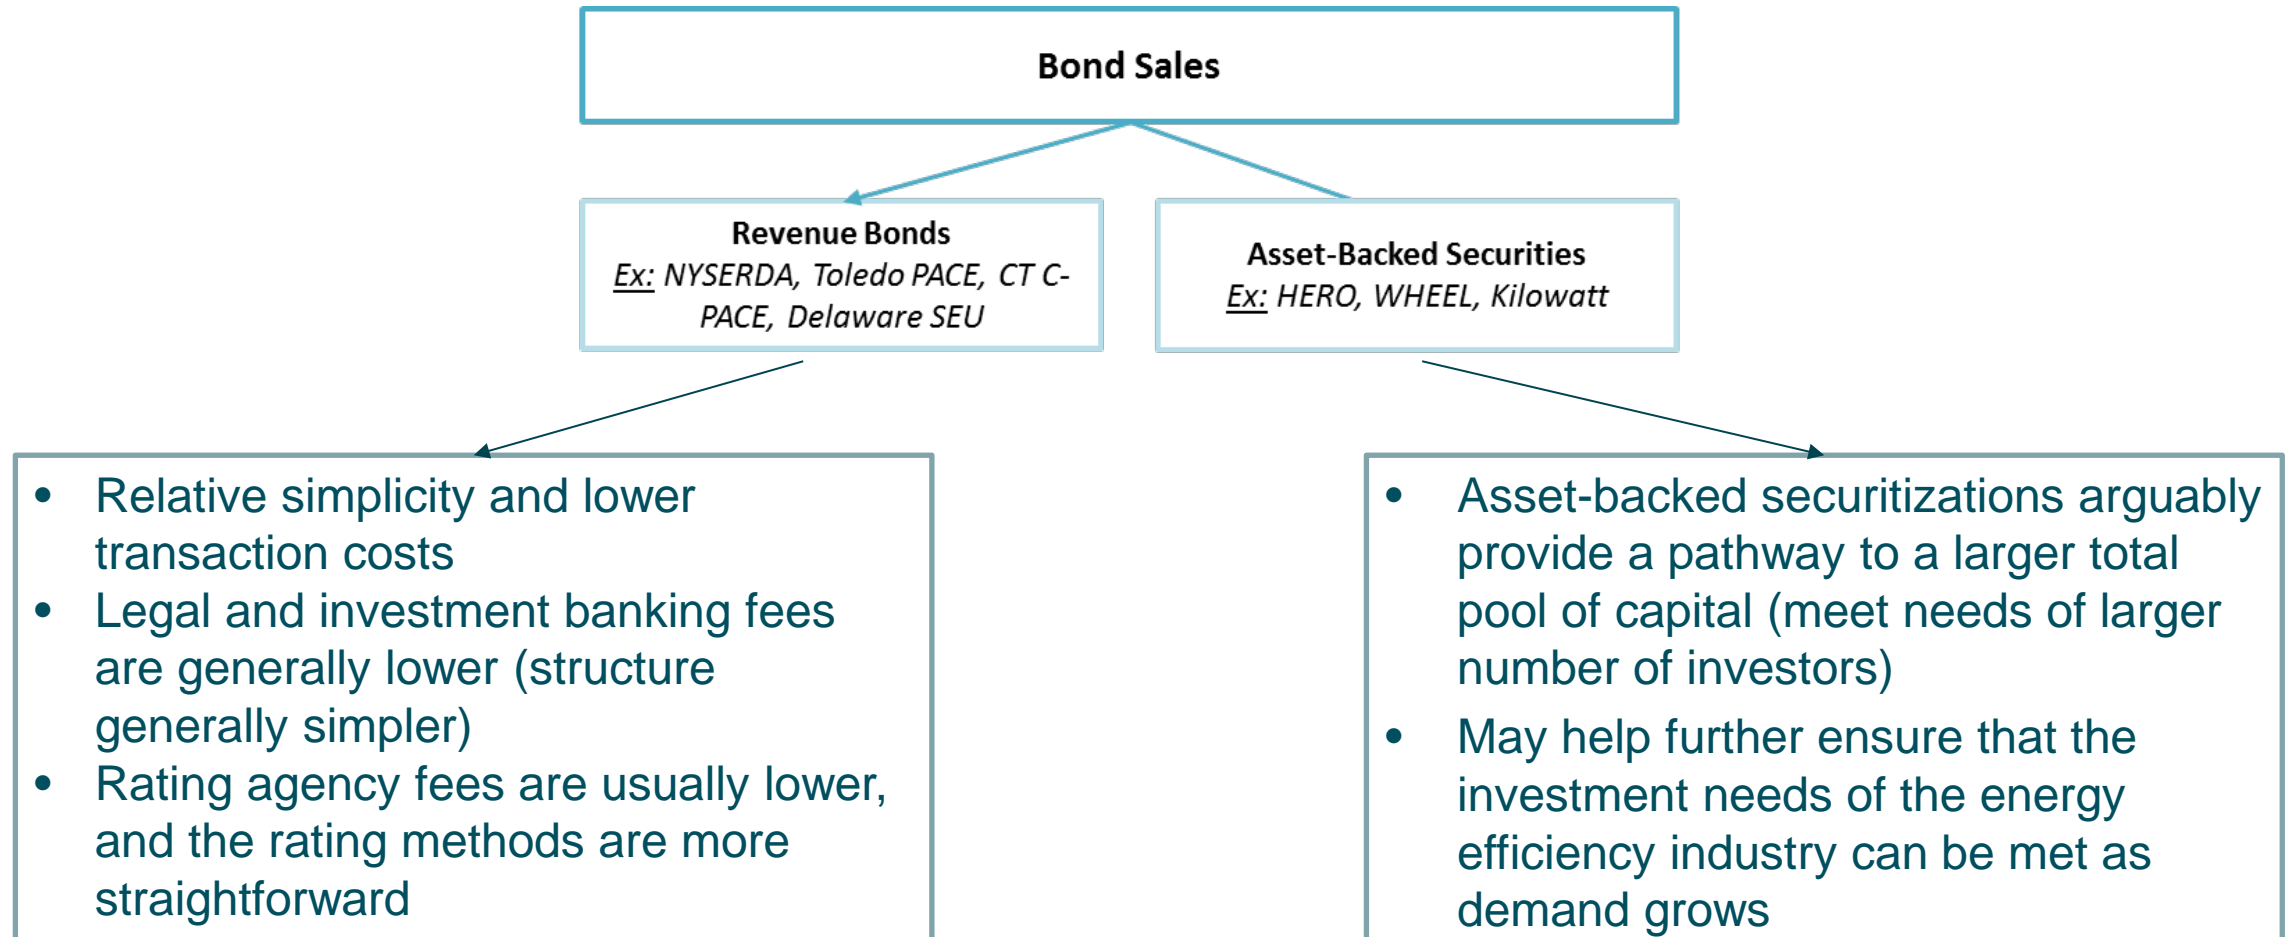 Bond Sales
Revenue Bonds
Ex: NYSERDA, Toledo PACE, CT C-
PACE, Delaware SEU
Asset-Backed Securities
Ex: HERO, WHEEL, Kilowatt
• Relative simplicity and lower
transaction costs
• Legal and investment banking fees
are generally lower (structure
generally simpler)
• Rating agency fees are usually lower,
and the rating methods are more
straightforward
• Asset-backed securitizations arguably
provide a pathway to a larger total
pool of capital (meet needs of larger
number of investors)
• May help further ensure that the
investment needs of the energy
efficiency industry can be met as
demand grows